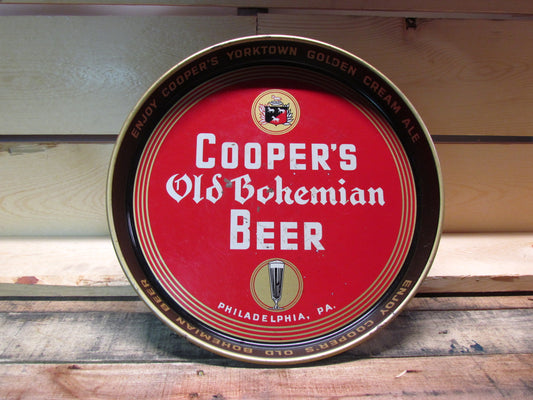 ENJOY COOPER'S YORKTOWN GOLDEN CREAM ALE
COOPER'S
Old Bohemian
BEER
PHILADELPHIA, PA.
ENJOY COOPER'S OLD BOHEMIAN BEER